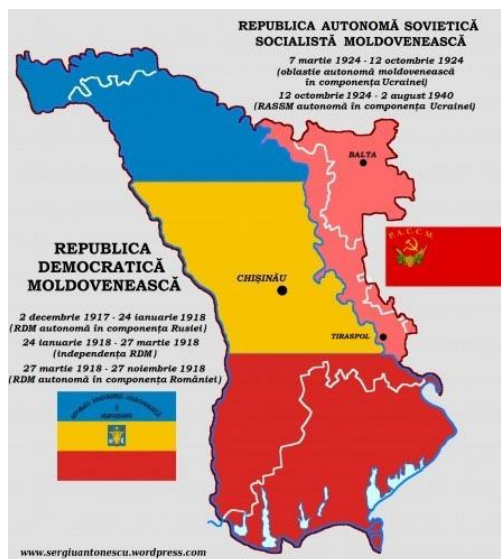 REPUBLICA AUTONOMĂ SOVIETICĂ
SOCIALISTĂ MOLDOVENEASCĂ
7 martie 1924 - 12 octombrie 1924
(oblastie autonomă moldovenească
în componența Ucrainei)
12 octombrie 1924 - 2 august 1940
(RASSM autonomă în componența Ucrainei)
BALTA
Р.А.С.С.М.
REPUBLICA
DEMOCRATICĂ
MOLDOVENEASCĂ
CHIȘINĂU
2 decembrie 1917 - 24 ianuarie 1918
(RDM autonomă în componența Rusiei)
24 ianuarie 1918 - 27 martie 1918
(independența RDM)
27 martie 1918 - 27 noiembrie 1918
(RDM autonomă în componența României)
TIRASPOL
www.sergiuantonescu.wordpress.com